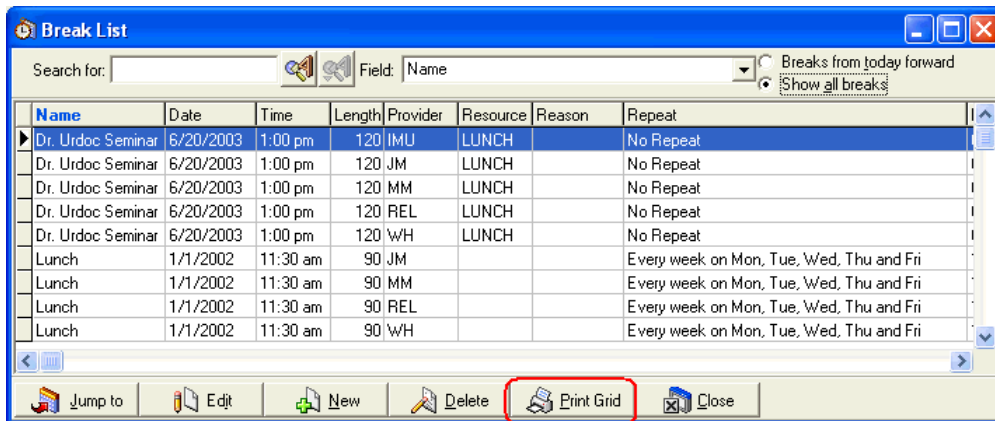 Break List
Search for: Field: Name Breaks from today forward
Show all breaks
Name Date Time Length Provider Resource Reason Repeat
Dr. Urdoc Seminar 6/20/2003 1:00 pm 120 IMU LUNCH No Repeat
Dr. Urdoc Seminar 6/20/2003 1:00 pm 120 JM LUNCH No Repeat
Dr. Urdoc Seminar 6/20/2003 1:00 pm 120 MM LUNCH No Repeat
Dr. Urdoc Seminar 6/20/2003 1:00 pm 120 REL LUNCH No Repeat
Dr. Urdoc Seminar 6/20/2003 1:00 pm 120 WH LUNCH No Repeat
Lunch 1/1/2002 11:30 am 90 JM Every week on Mon, Tue, Wed, Thu and Fri
Lunch 1/1/2002 11:30 am 90 MM Every week on Mon, Tue, Wed, Thu and Fri
Lunch 1/1/2002 11:30 am 90 REL Every week on Mon, Tue, Wed, Thu and Fri
Lunch 1/1/2002 11:30 am 90 WH Every week on Mon, Tue, Wed, Thu and Fri
Jump to Edit New Delete Print Grid Close